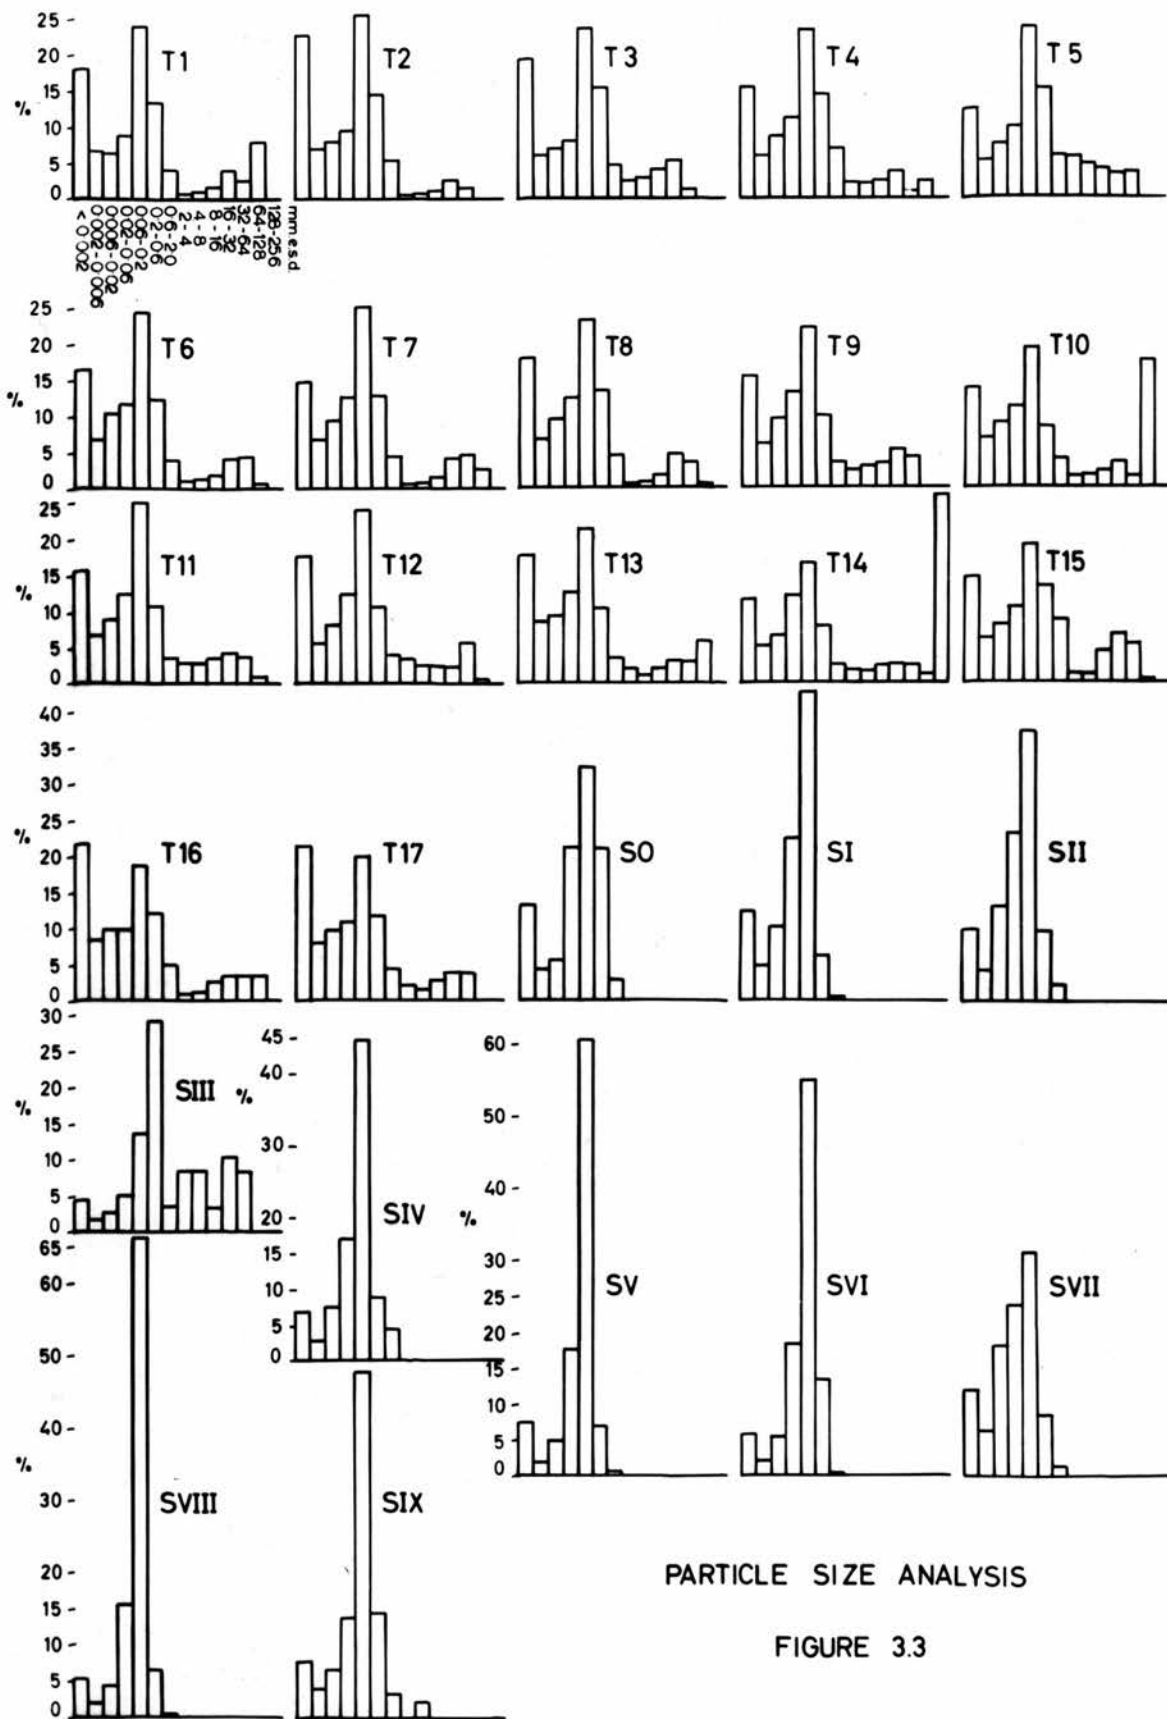 25
20
15
%
10
5
0
T1
T2
T3
T4
T5
< 0·002
0·002-0·006
0·006-0·02
0·02-0·06
0·06-0·2
0·2-0·6
0·6-2·0
2-4
4-8
8-16
16-32
32-64
64-128
128-256
mm.e.s.d.
25
20
15
%
10
5
0
T6
T7
T8
T9
T10
25
20
15
%
10
5
0
T11
T12
T13
T14
T15
40
35
30
25
%
20
15
10
5
0
T16
T17
SO
SI
SII
30
25
20
%
15
10
5
0
SIII
%
45
40
30
20
15
10
5
0
SIV
60
50
40
%
30
25
20
15
10
5
0
SV
SVI
SVII
65
60
50
40
%
30
20
15
10
5
0
SVIII
SIX
PARTICLE SIZE ANALYSIS
FIGURE 3.3